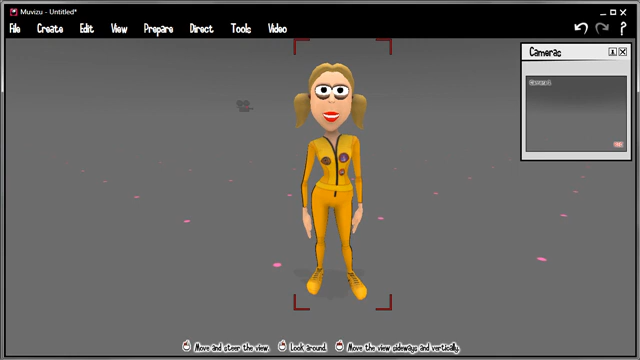 Muvizu - Untitled*
File Create Edit View Prepare Direct Tools Video
Cameras
Camera1
Move and steer the view. Look around. Move the view sideways and vertically.